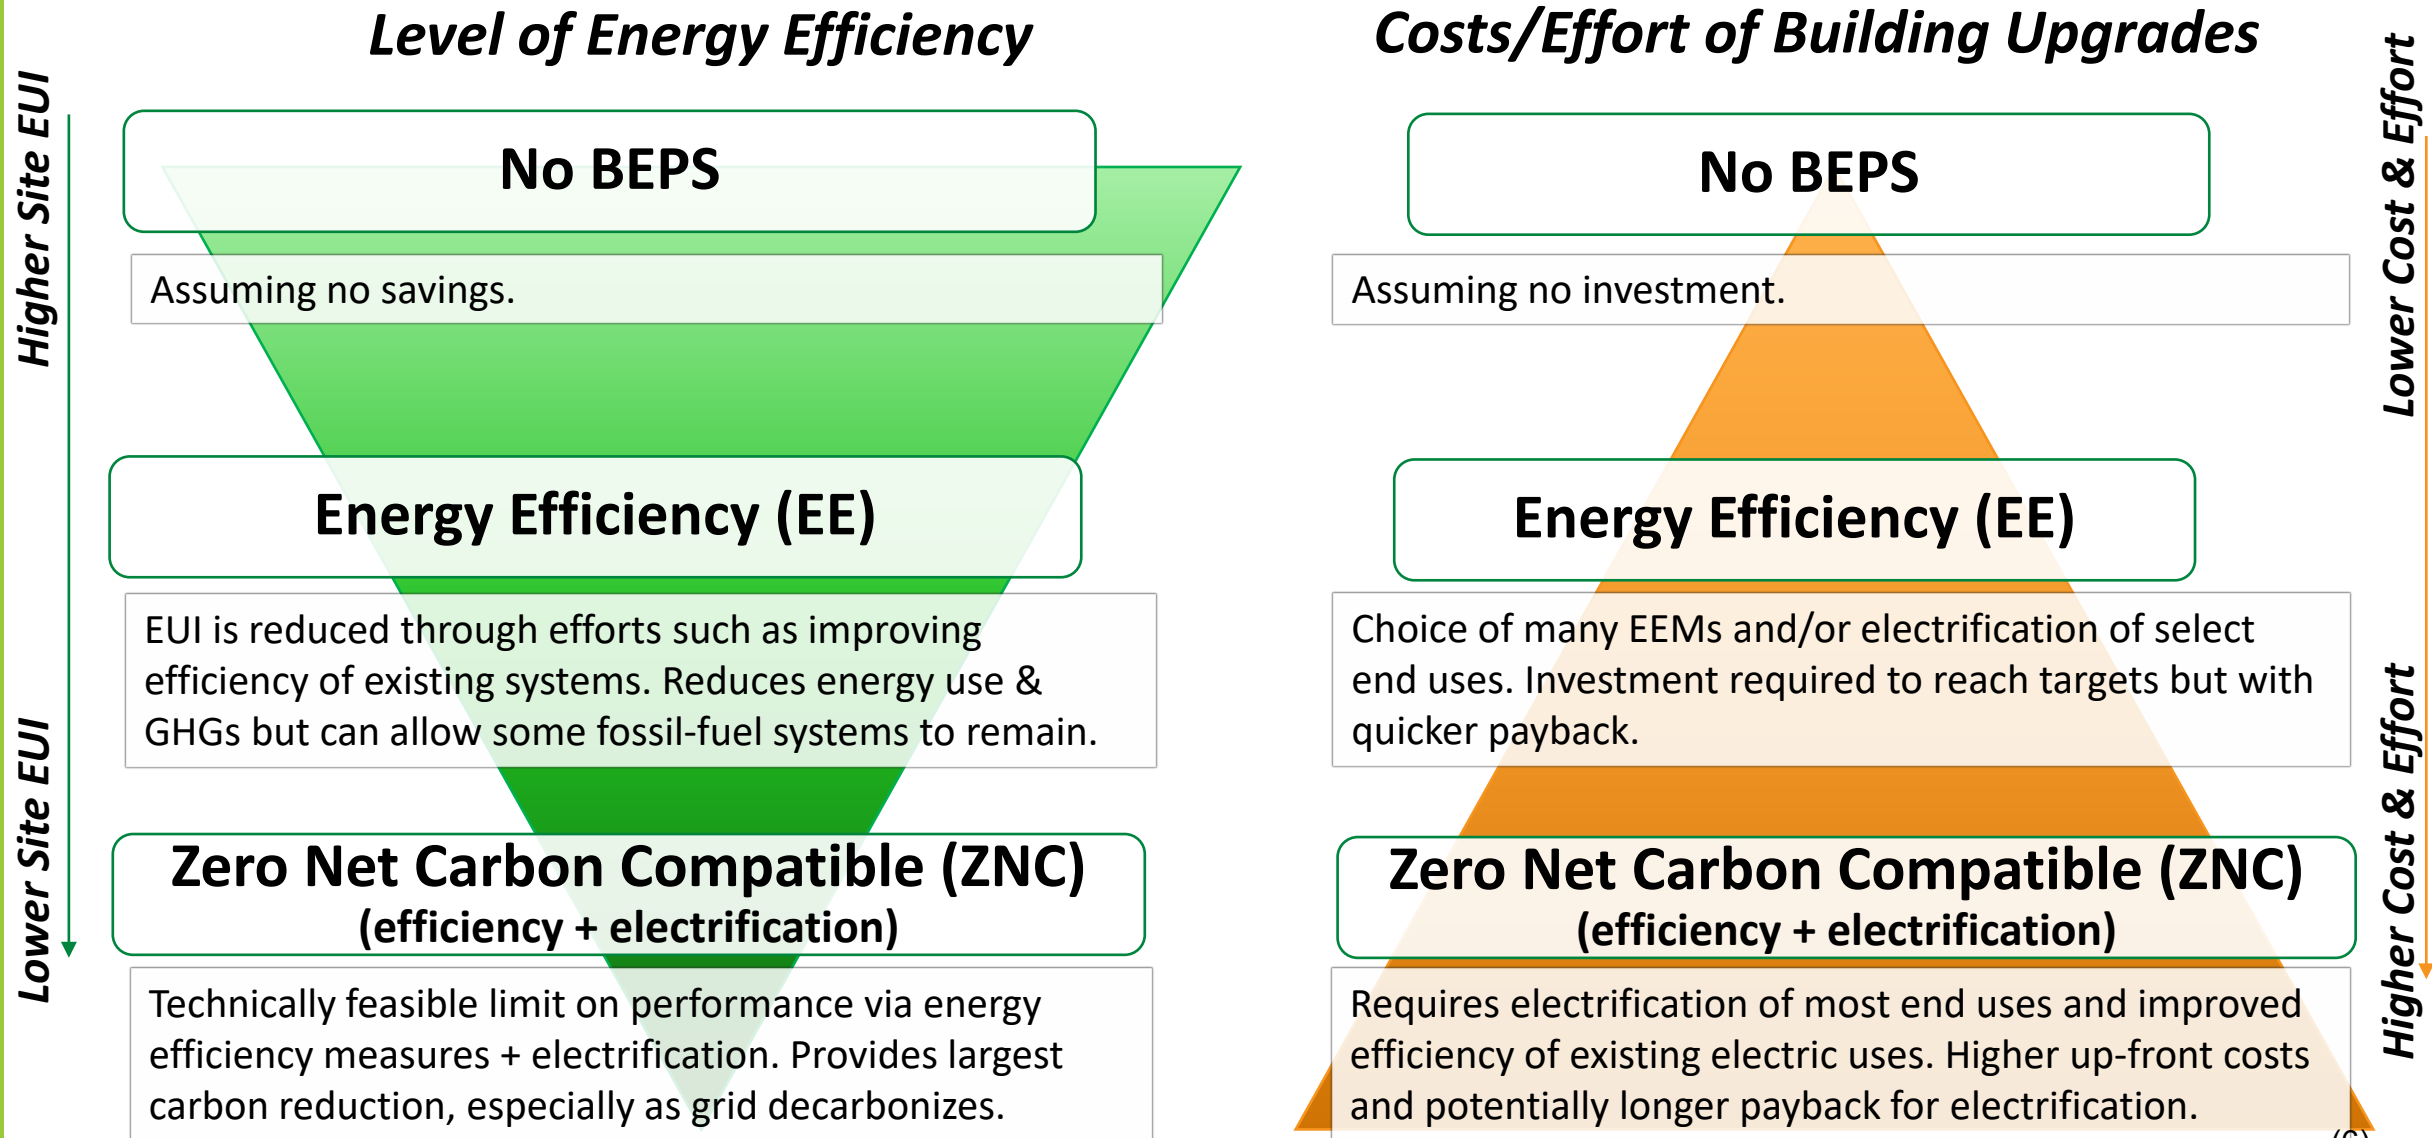 Level of Energy Efficiency
Higher Site EUI
Lower Site EUI
No BEPS
Assuming no savings.
Energy Efficiency (EE)
EUI is reduced through efforts such as improving
efficiency of existing systems. Reduces energy use &
GHGs but can allow some fossil-fuel systems to remain.
Zero Net Carbon Compatible (ZNC)
(efficiency + electrification)
Technically feasible limit on performance via energy
efficiency measures + electrification. Provides largest
carbon reduction, especially as grid decarbonizes.
Costs/Effort of Building Upgrades
No BEPS
Assuming no investment.
Energy Efficiency (EE)
Choice of many EEMs and/or electrification of select
end uses. Investment required to reach targets but with
quicker payback.
Zero Net Carbon Compatible (ZNC)
(efficiency + electrification)
Requires electrification of most end uses and improved
efficiency of existing electric uses. Higher up-front costs
and potentially longer payback for electrification.
Lower Cost & Effort
Higher Cost & Effort